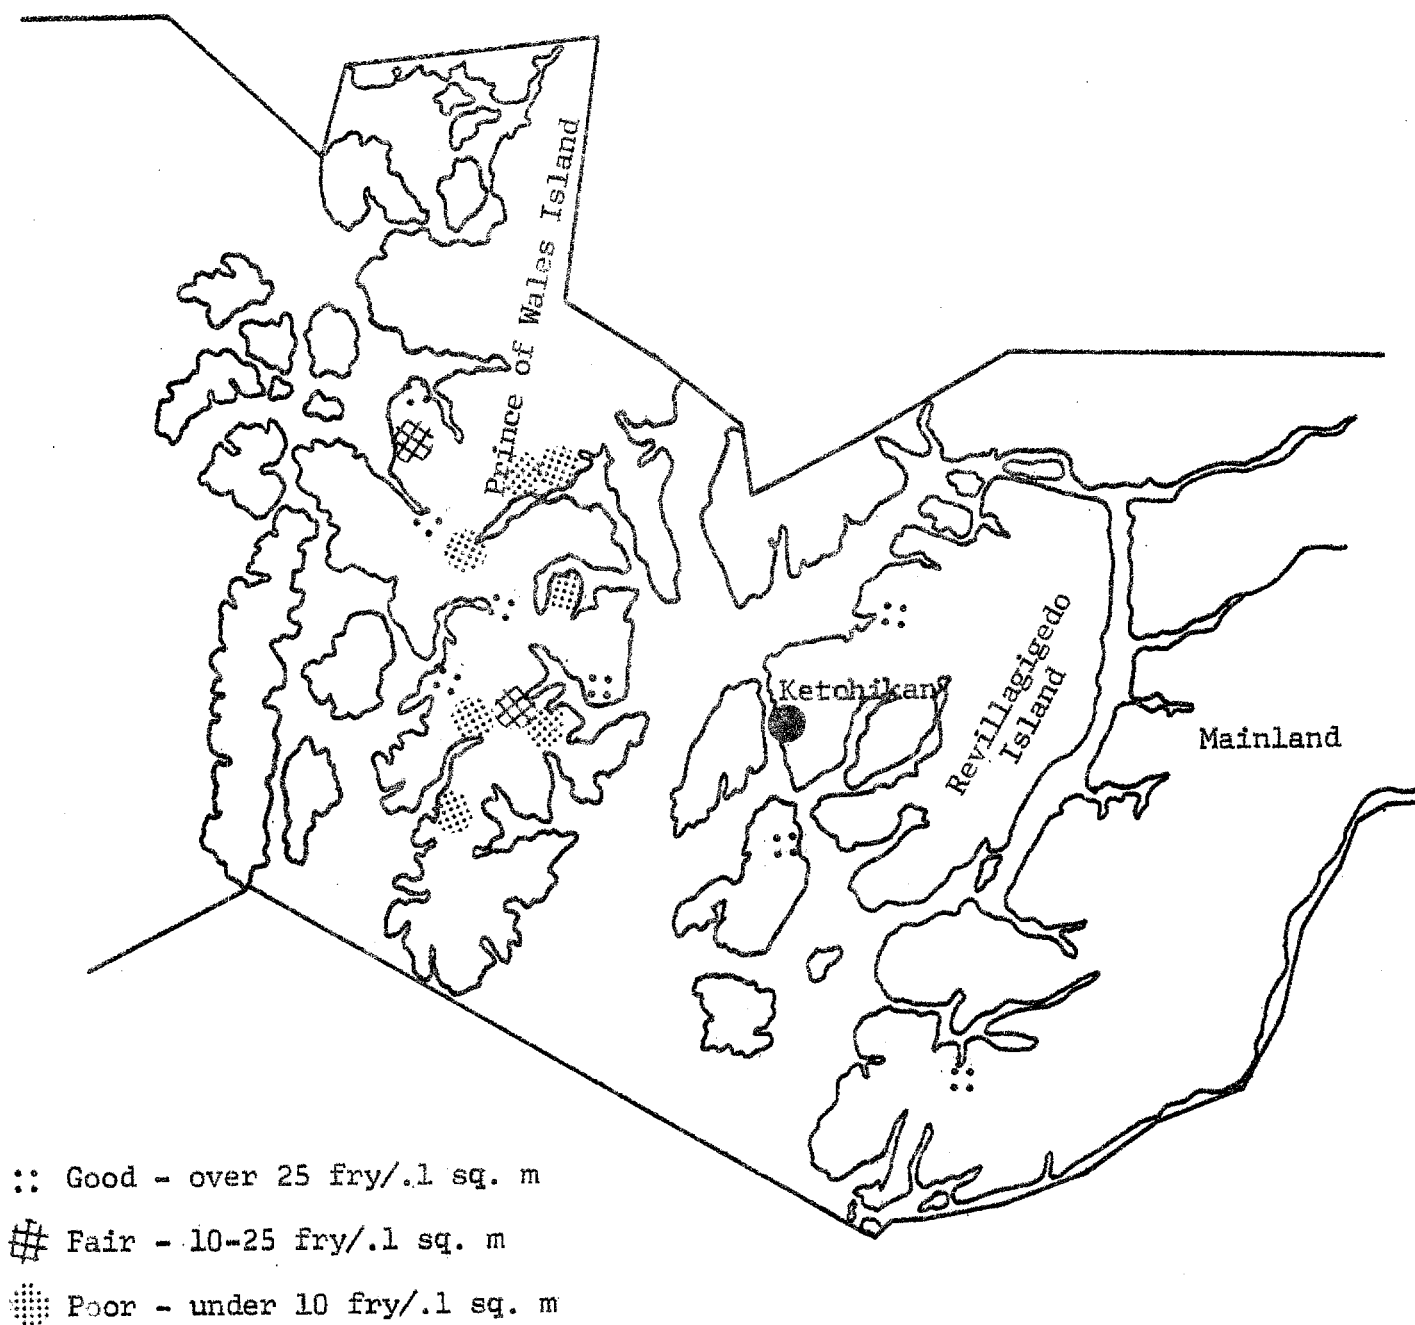 Prince of Wales Island
Ketchikan
Revillagigedo
Island
Mainland
Good - over 25 fry/.1 sq. m
Fair - 10-25 fry/.1 sq. m
Poor - under 10 fry/.1 sq. m